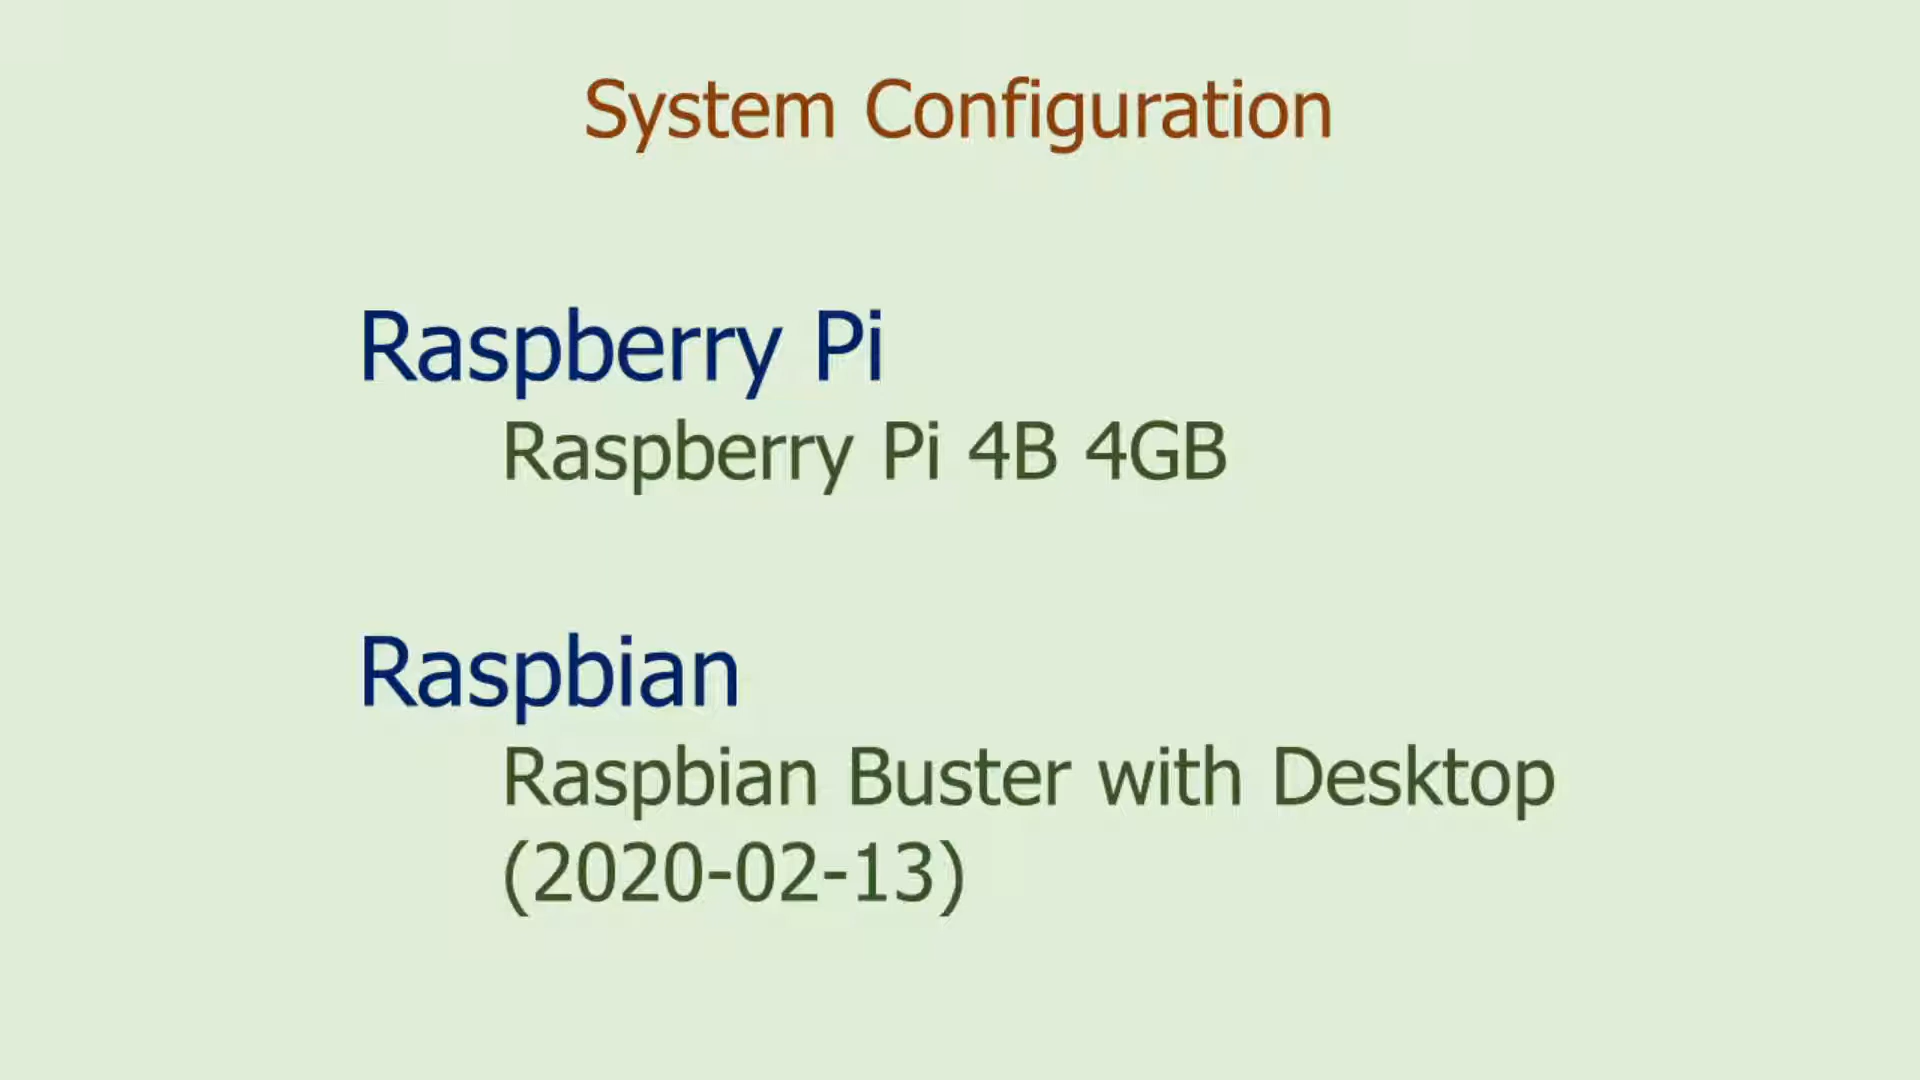 System Configuration
Raspberry Pi
Raspberry Pi 4B 4GB
Raspbian
Raspbian Buster with Desktop
(2020-02-13)